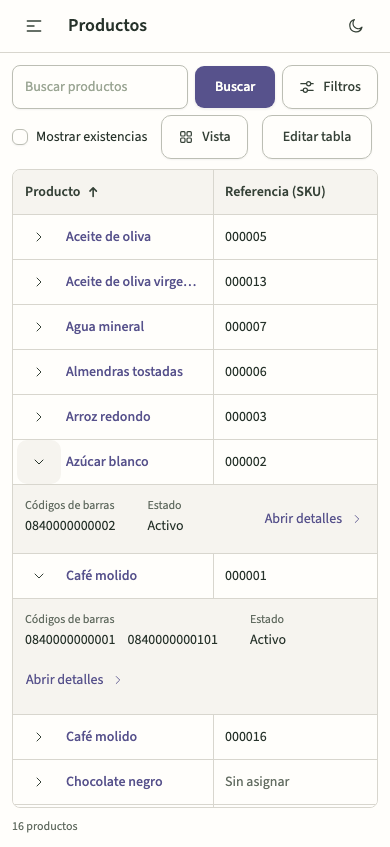 Productos
Buscar productos
Buscar
Filtros
Mostrar existencias
Vista
Editar tabla
Producto ↑ Referencia (SKU)
Aceite de oliva 000005
Aceite de oliva virge… 000013
Agua mineral 000007
Almendras tostadas 000006
Arroz redondo 000003
Azúcar blanco 000002
Códigos de barras Estado
0840000000002 Activo Abrir detalles
Café molido 000001
Códigos de barras Estado
0840000000001 0840000000101 Activo
Abrir detalles
Café molido 000016
Chocolate negro Sin asignar
16 productos